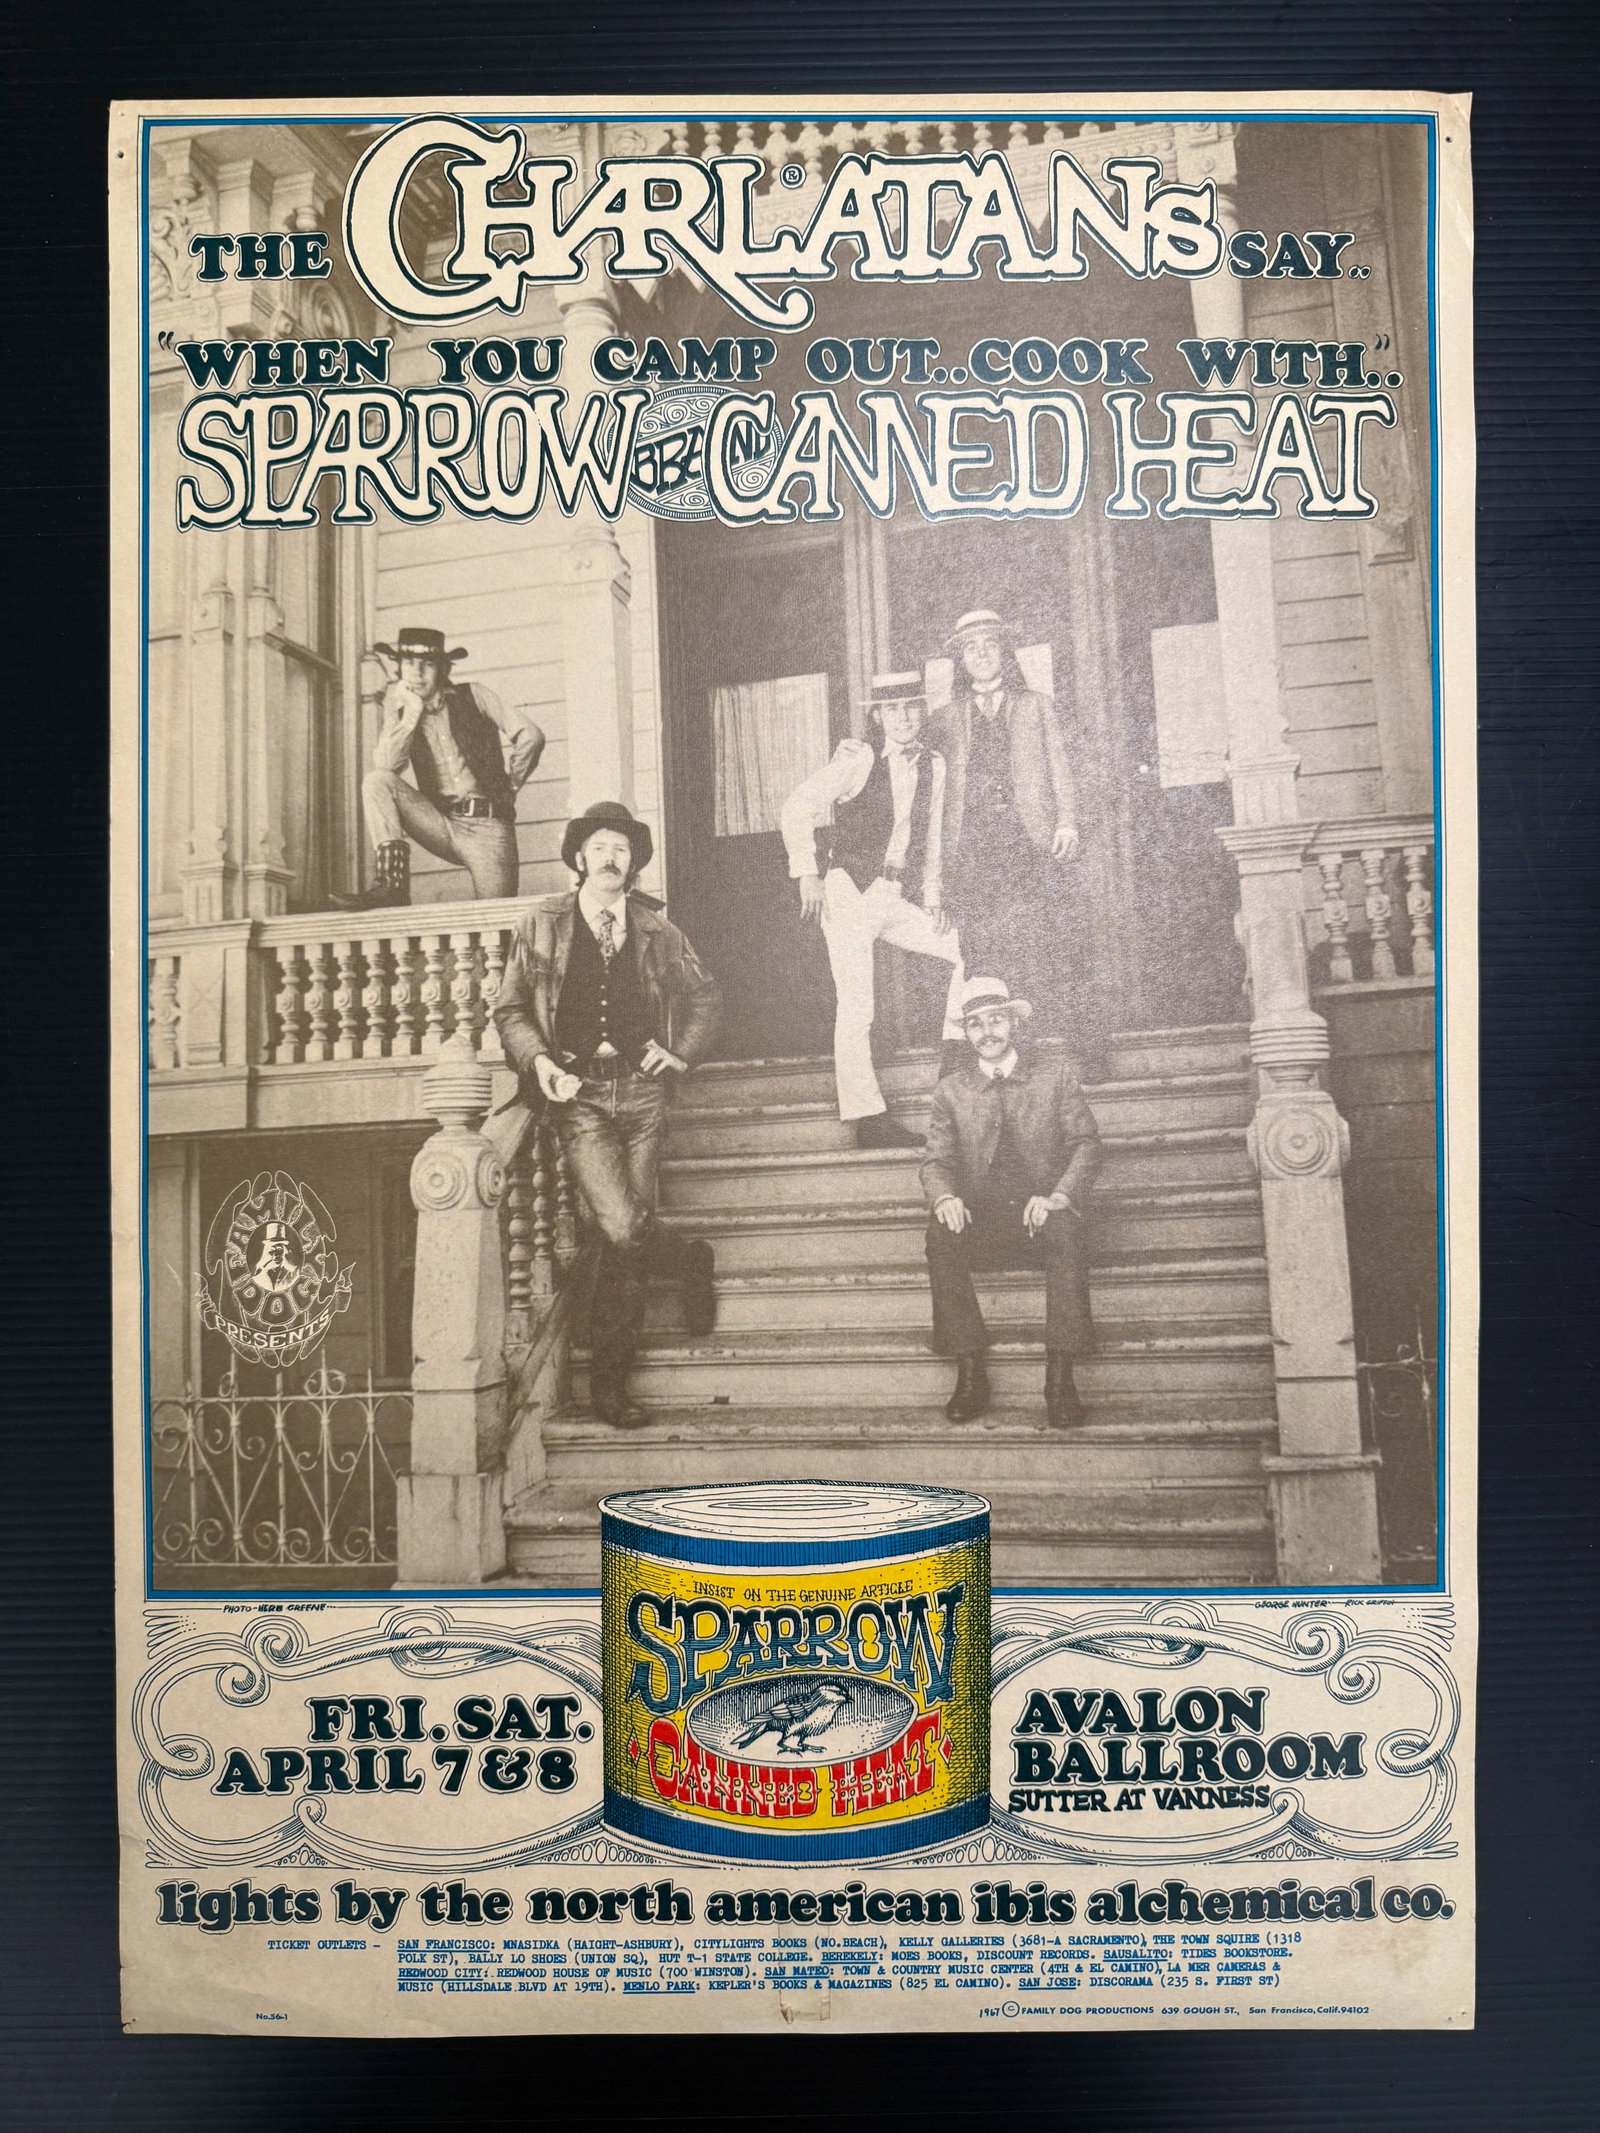 THE CHARLATANS SAY..
"WHEN YOU CAMP OUT..COOK WITH.."
SPARROW BRAND CANNED HEAT
FAMILY
DOG
PRESENTS
INSIST ON THE GENUINE ARTICLE
SPARROW
CANNED HEAT
PHOTO-HERB GREENE...
GEORGE HUNTER RICK GRIFFIN
FRI. SAT.
APRIL 7 & 8
AVALON
BALLROOM
SUTTER AT VANNESS
lights by the north american ibis alchemical co.
TICKET OUTLETS - SAN FRANCISCO: MNASIDKA (HAIGHT-ASHBURY), CITYLIGHTS BOOKS (NO.BEACH), KELLY GALLERIES (3681-A SACRAMENTO), THE TOWN SQUIRE (1318
POLK ST), BALLY LO SHOES (UNION SQ), HUT T-1 STATE COLLEGE. BEREKELY: MOES BOOKS, DISCOUNT RECORDS. SAUSALITO: TIDES BOOKSTORE.
REDWOOD CITY: REDWOOD HOUSE OF MUSIC (700 WINSTON). SAN MATEO: TOWN & COUNTRY MUSIC CENTER (4TH & EL CAMINO), LA MER CAMERAS &
MUSIC (HILLSDALE BLVD AT 19TH). MENLO PARK: KEPLER'S BOOKS & MAGAZINES (825 EL CAMINO). SAN JOSE: DISCORAMA (235 S. FIRST ST)
No.56-1
1967 © FAMILY DOG PRODUCTIONS 639 GOUGH ST., San Francisco, Calif. 94102